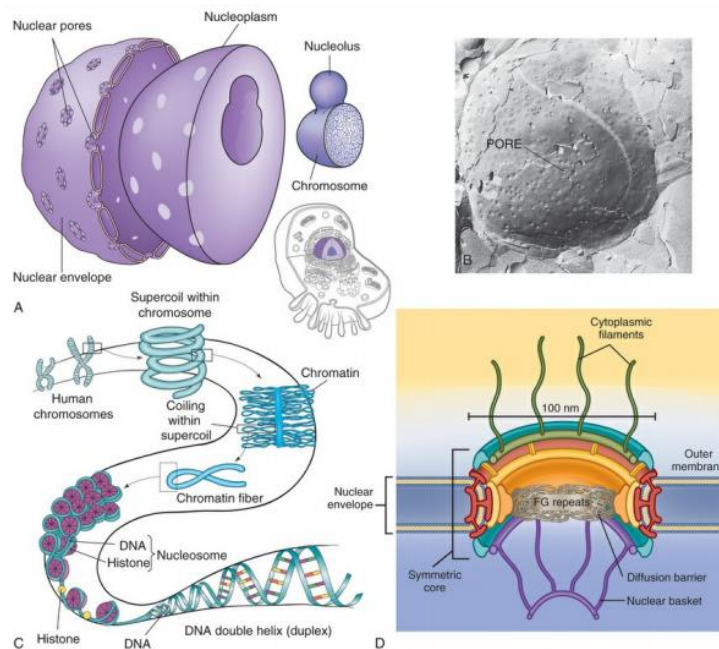 Nuclear pores
Nucleoplasm
Nucleolus
Chromosome
Nuclear envelope
A
PORE
B
Supercoil within
chromosome
Human
chromosomes
Chromatin
Coiling within
supercoil
Chromatin fiber
DNA
Histone
Nucleosome
Histone
DNA
DNA double helix (duplex)
C
Cytoplasmic
filaments
100 nm
Outer
membran
Nuclear
envelope
FG repeats
Symmetric
core
Diffusion barrier
Nuclear basket
D